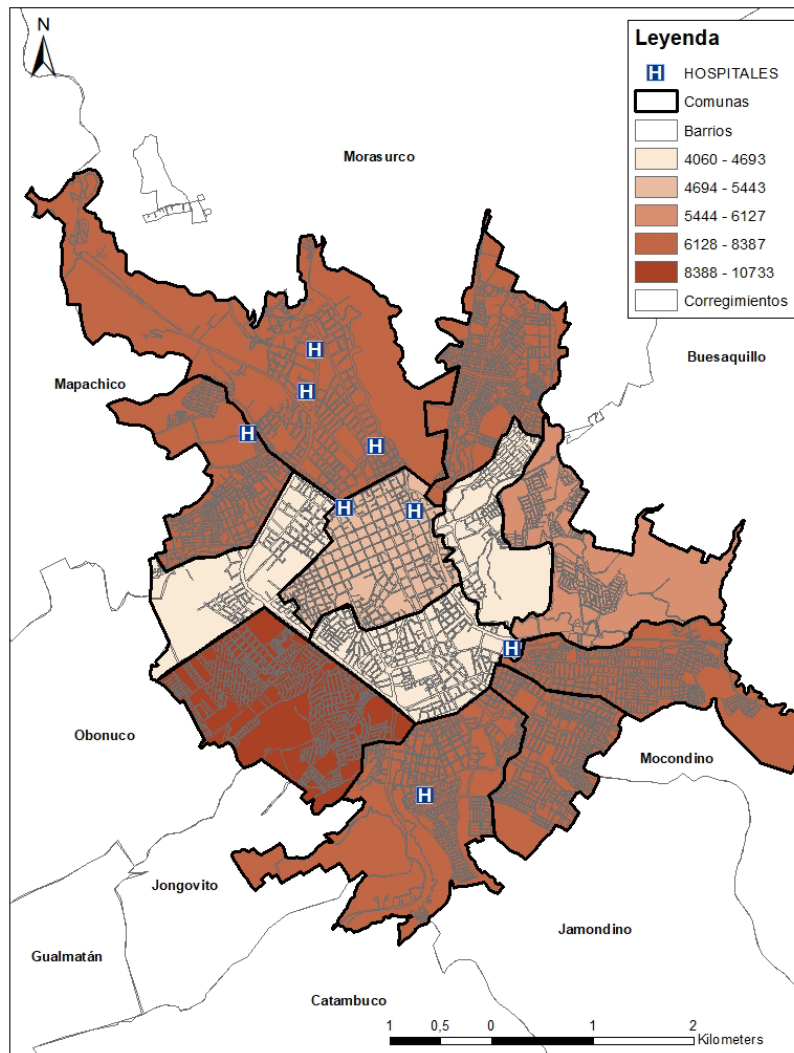 N
Leyenda
H HOSPITALES
Comunas
Barrios
4060 - 4693
4694 - 5443
5444 - 6127
6128 - 8387
8388 - 10733
Corregimientos
Morasurco
Buesaquillo
Mapachico
H
H
H
H
H
H
H
Obonuco
Mocondino
H
Jongovito
Jamondino
Gualmatán
Catambuco
1 0,5 0 1 2
Kilometers